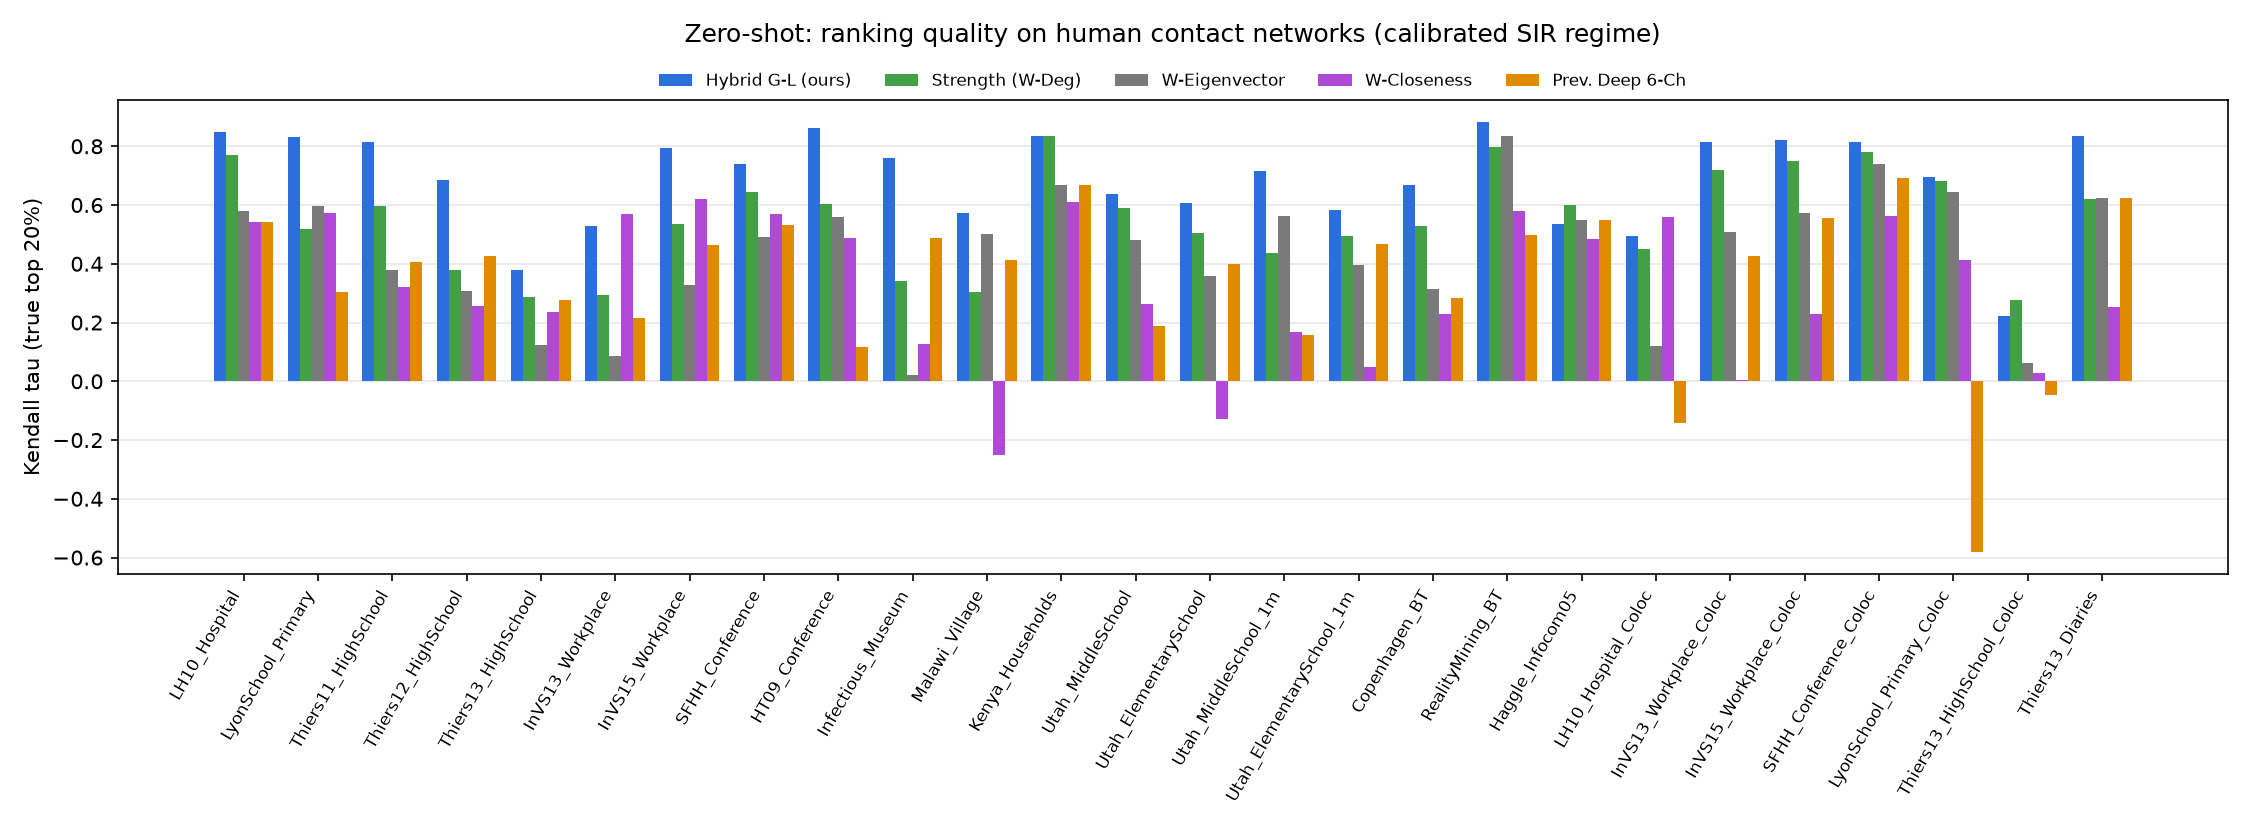 Zero-shot: ranking quality on human contact networks (calibrated SIR regime)
Hybrid G-L (ours) Strength (W-Deg) W-Eigenvector W-Closeness Prev. Deep 6-Ch
Kendall tau (true top 20%)
0.8
0.6
0.4
0.2
0.0
−0.2
−0.4
−0.6
LH10_Hospital
LyonSchool_Primary
Thiers11_HighSchool
Thiers12_HighSchool
Thiers13_HighSchool
InVS13_Workplace
InVS15_Workplace
SFHH_Conference
HT09_Conference
Infectious_Museum
Malawi_Village
Kenya_Households
Utah_MiddleSchool
Utah_ElementarySchool
Utah_MiddleSchool_1m
Utah_ElementarySchool_1m
Copenhagen_BT
RealityMining_BT
Haggle_Infocom05
LH10_Hospital_Coloc
InVS13_Workplace_Coloc
InVS15_Workplace_Coloc
SFHH_Conference_Coloc
LyonSchool_Primary_Coloc
Thiers13_HighSchool_Coloc
Thiers13_Diaries